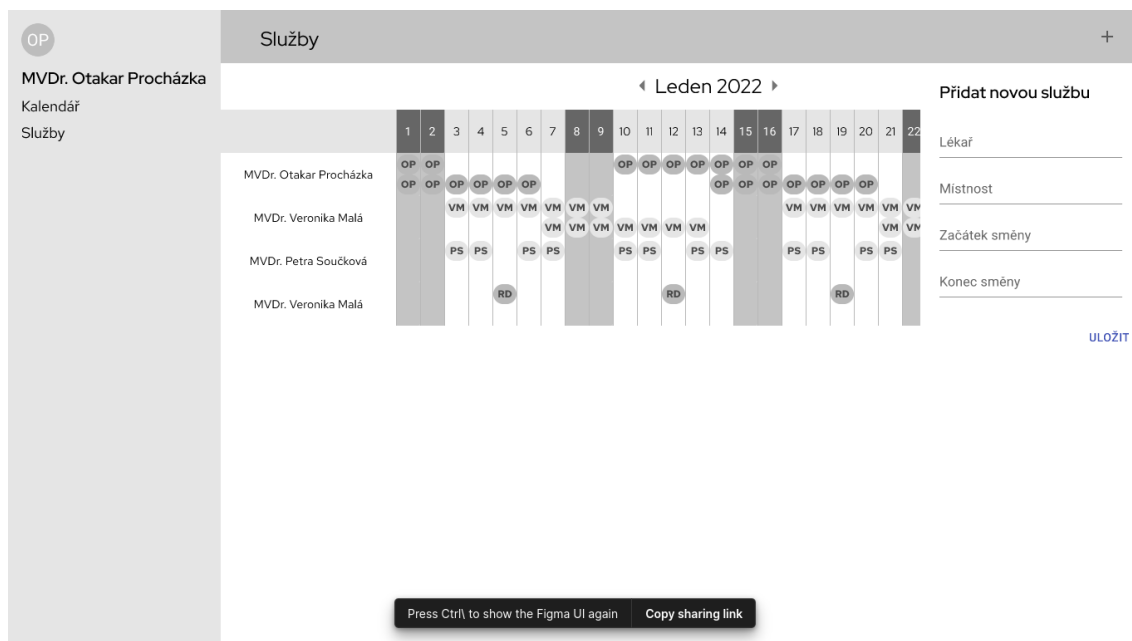 OP
MVDr. Otakar Procházka
Kalendář
Služby
Služby
+
Leden 2022
1 2 3 4 5 6 7 8 9 10 11 12 13 14 15 16 17 18 19 20 21 22
OP OP OP OP OP OP OP OP OP
MVDr. Otakar Procházka
OP OP OP OP OP OP OP OP OP OP OP OP OP
VM VM VM VM VM VM VM VM VM VM VM VM VM
MVDr. Veronika Malá
VM VM VM VM VM VM VM VM VM
PS PS PS PS PS PS PS PS PS PS PS PS
MVDr. Petra Součková
RD RD RD
MVDr. Veronika Malá
Přidat novou službu
Lékař
Místnost
Začátek směny
Konec směny
ULOŽIT
Press Ctrl\ to show the Figma UI again
Copy sharing link